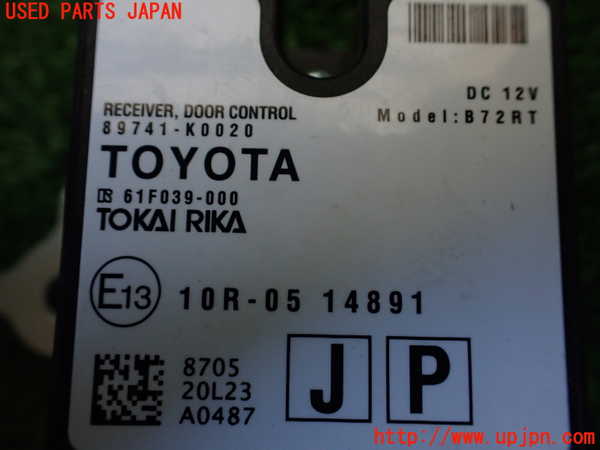 USED PARTS JAPAN
DC 12V
RECEIVER, DOOR CONTROL
89741-K0020
Model:B72RT
TOYOTA
61F039-000
TOKAI RIKA
E13
10R-05 14891
8705
20L23
A0487
J P
http://www.upjpn.com/